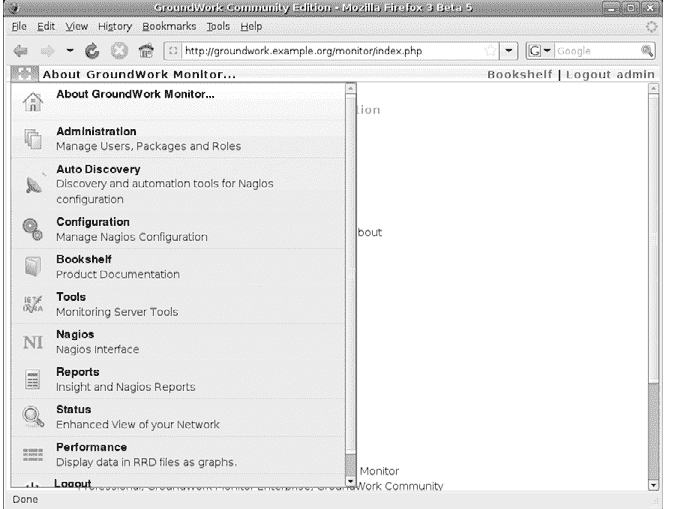 GroundWork Community Edition - Mozilla Firefox 3 Beta 5
File Edit View History Bookmarks Tools Help
http://groundwork.example.org/monitor/index.php
G Google
About GroundWork Monitor...
Bookshelf | Logout admin
About GroundWork Monitor...
tion
Administration
Manage Users, Packages and Roles
Auto Discovery
Discovery and automation tools for Nagios
configuration
Configuration
Manage Nagios Configuration
bout
Bookshelf
Product Documentation
Tools
Monitoring Server Tools
NI
Nagios
Nagios Interface
Reports
Insight and Nagios Reports
Status
Enhanced View of your Network
Performance
Display data in RRD files as graphs.
Monitor
Logout
Professional, GroundWork Monitor Enterprise, GroundWork Community
Done